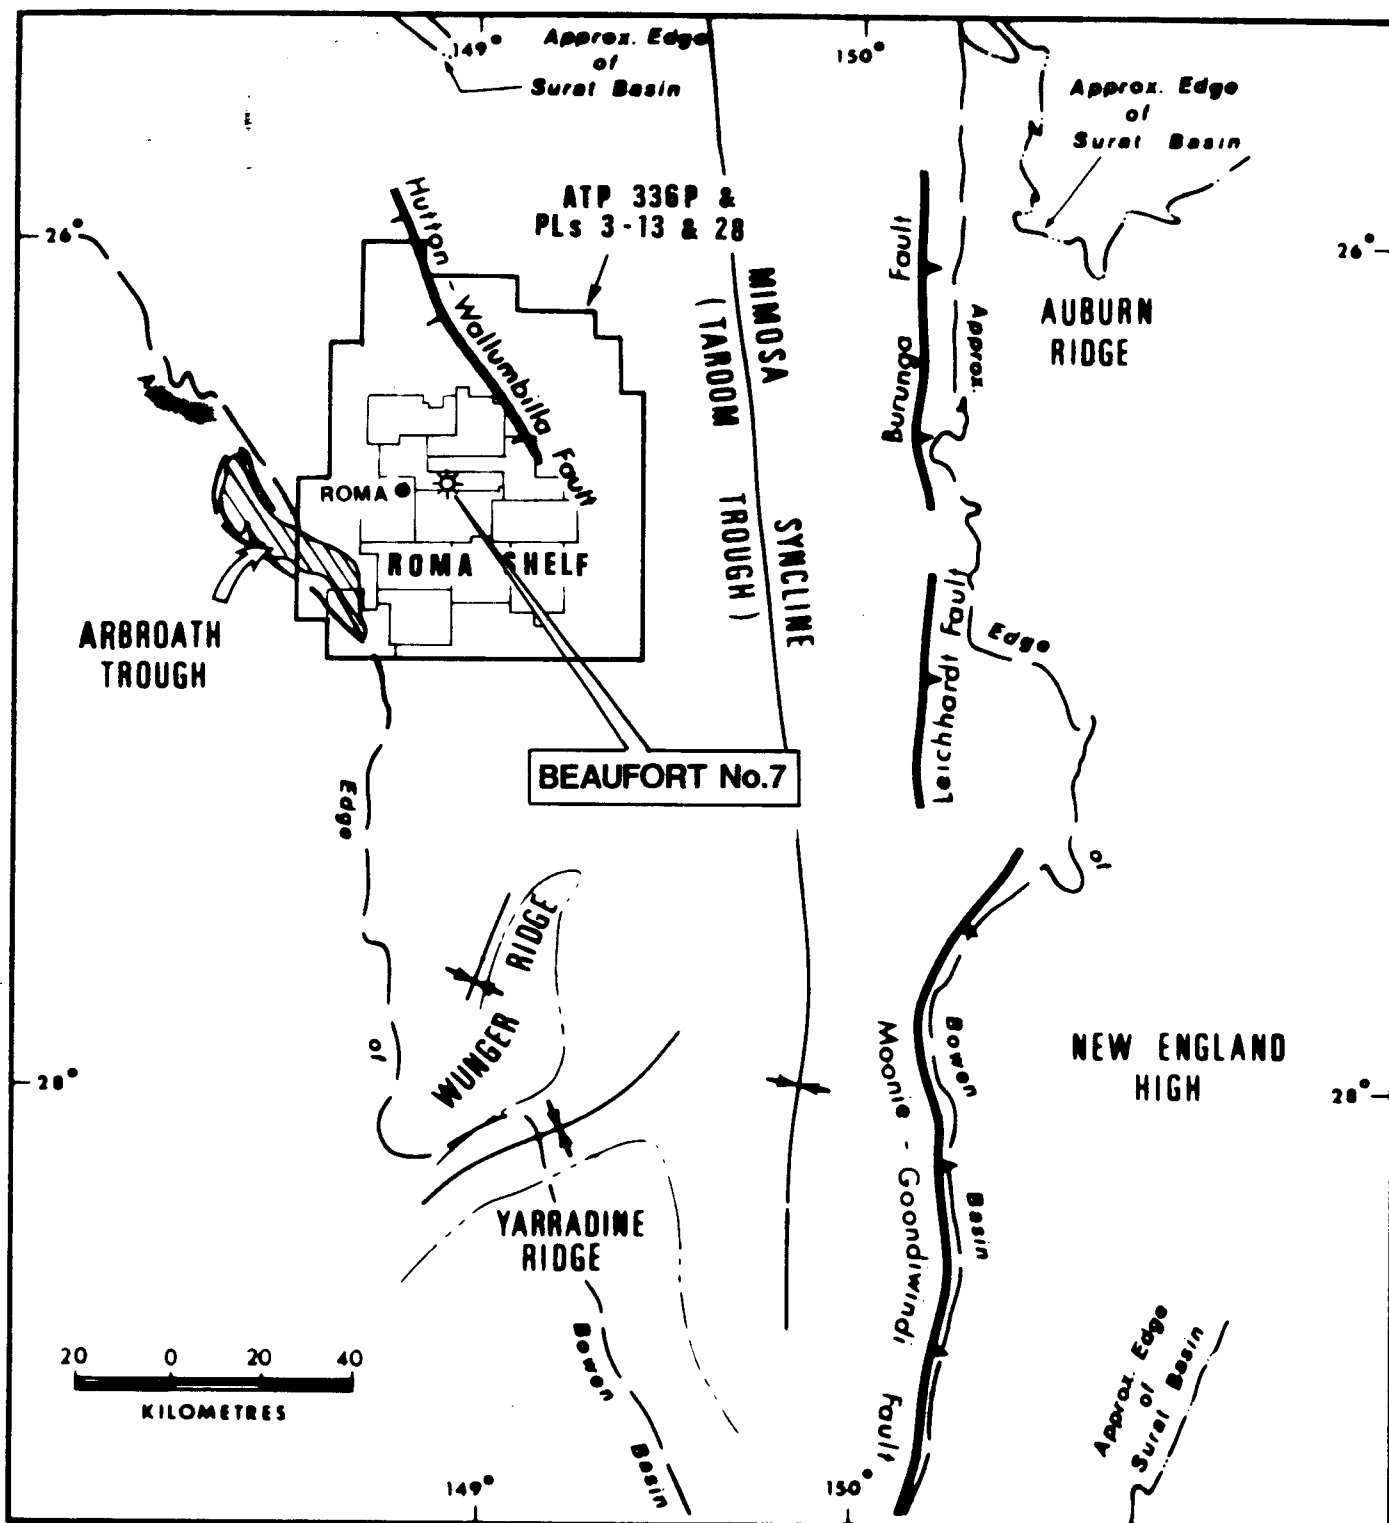 149°
Approx. Edge
of
Surat Basin
150°
Approx. Edge
of
Surat Basin
26°
26°
ATP 336P &
PLs 3-13 & 28
Hutton - Wallumbilla Fault
MIMOSA SYNCLINE
(TAROOM TROUGH)
Burunga Fault
Approx.
AUBURN
RIDGE
ROMA
ROMA SHELF
ARBROATH
TROUGH
Leichhardt Fault
Edge
BEAUFORT No.7
Edge
of
of
WUNGER RIDGE
Moonie - Goondiwindi Fault
Bowen
Basin
NEW ENGLAND
HIGH
28°
28°
YARRADINE
RIDGE
Bowen
Basin
20 0 20 40
KILOMETRES
Approx. Edge
of
Surat Basin
149°
150°